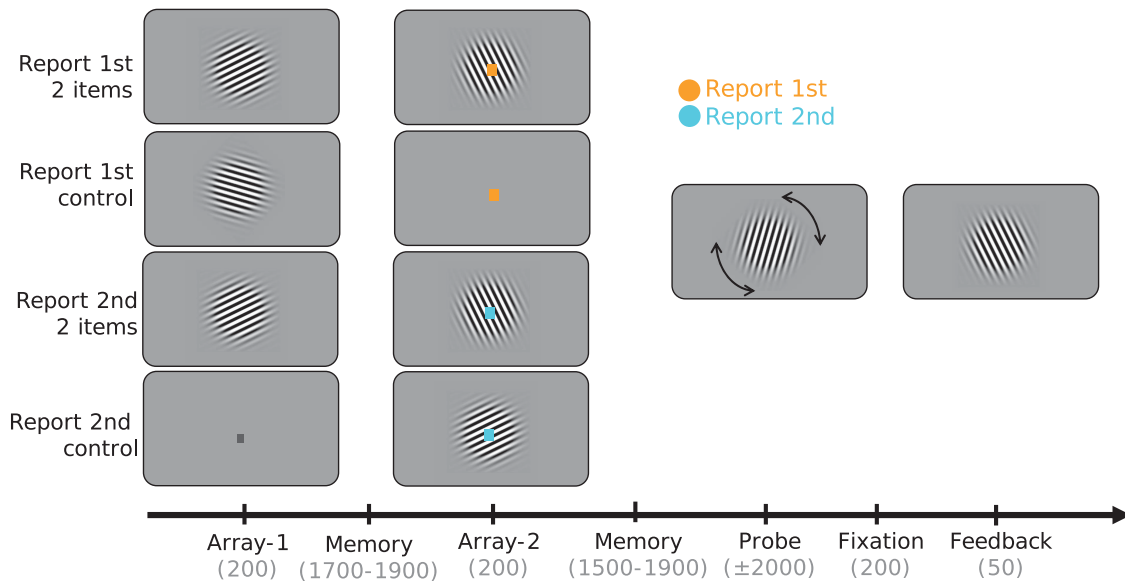 Report 1st
2 items
Report 1st
Report 2nd
Report 1st
control
Report 2nd
2 items
Report 2nd
control
Array-1
(200)
Memory
(1700-1900)
Array-2
(200)
Memory
(1500-1900)
Probe
(±2000)
Fixation
(200)
Feedback
(50)